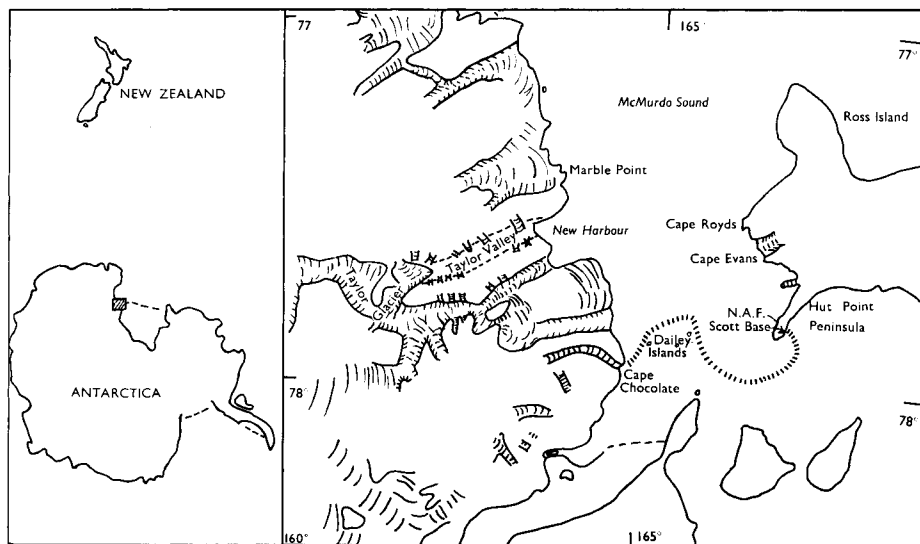 NEW ZEALAND
ANTARCTICA
77
165°
77°
McMurdo Sound
Ross Island
Marble Point
Cape Royds
New Harbour
Taylor Valley
Cape Evans
Taylor
Glacier
N.A.F.
Scott Base
Hut Point
Peninsula
Dailey
Islands
Cape
Chocolate
78°
78°
160°
165°